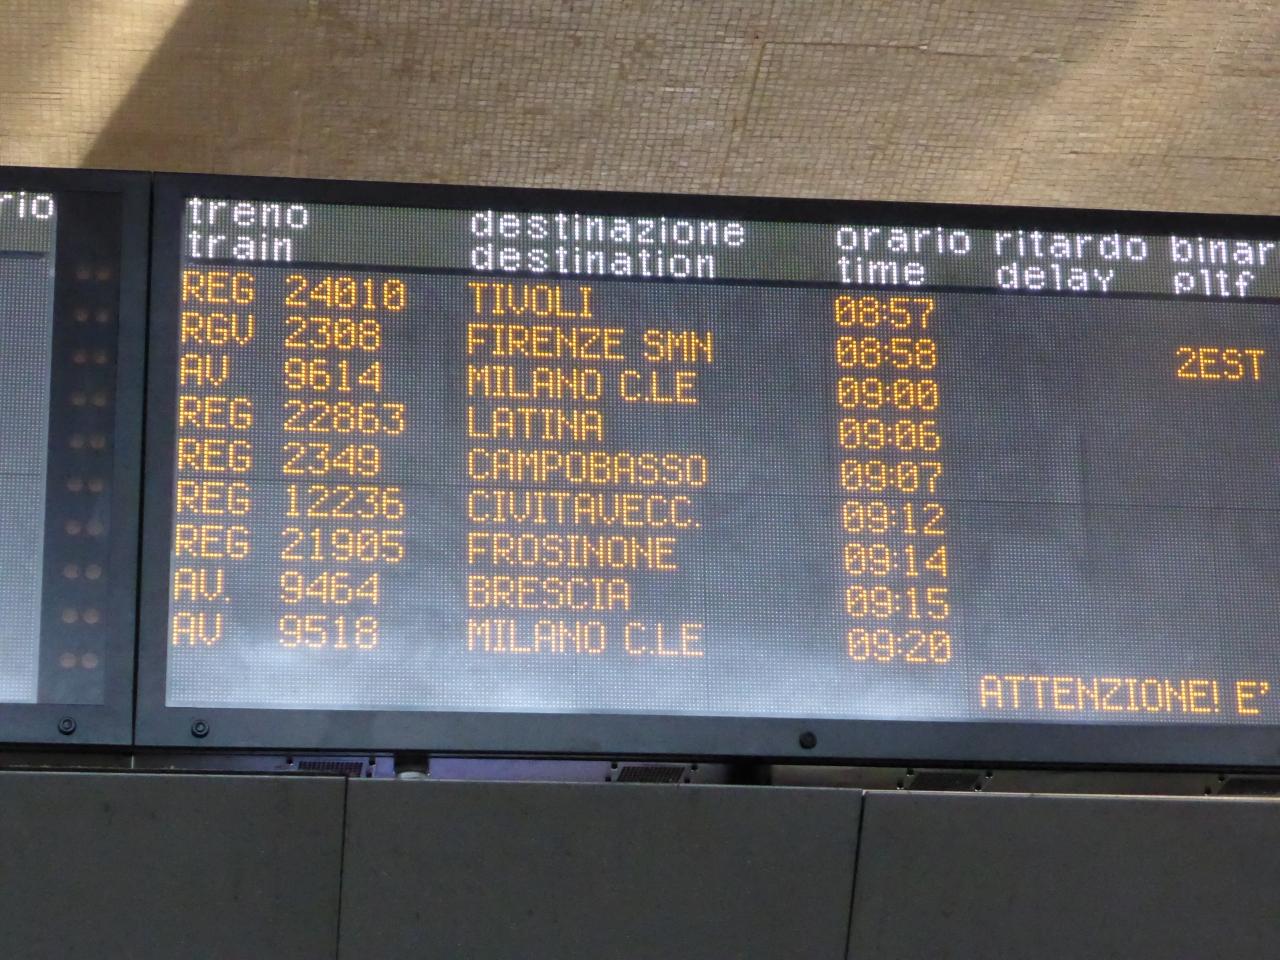 rio
treno destinazione orario ritardo binar
train destination time delay pltf
REG 24010 TIVOLI 08:57
RGV 2308 FIRENZE SMN 08:58 2EST
AV 9614 MILANO C.LE 09:00
REG 22863 LATINA 09:06
REG 2349 CAMPOBASSO 09:07
REG 12236 CIVITAVECC. 09:12
REG 21905 FROSINONE 09:14
AV. 9464 BRESCIA 09:15
AV 9518 MILANO C.LE 09:20
ATTENZIONE! E'